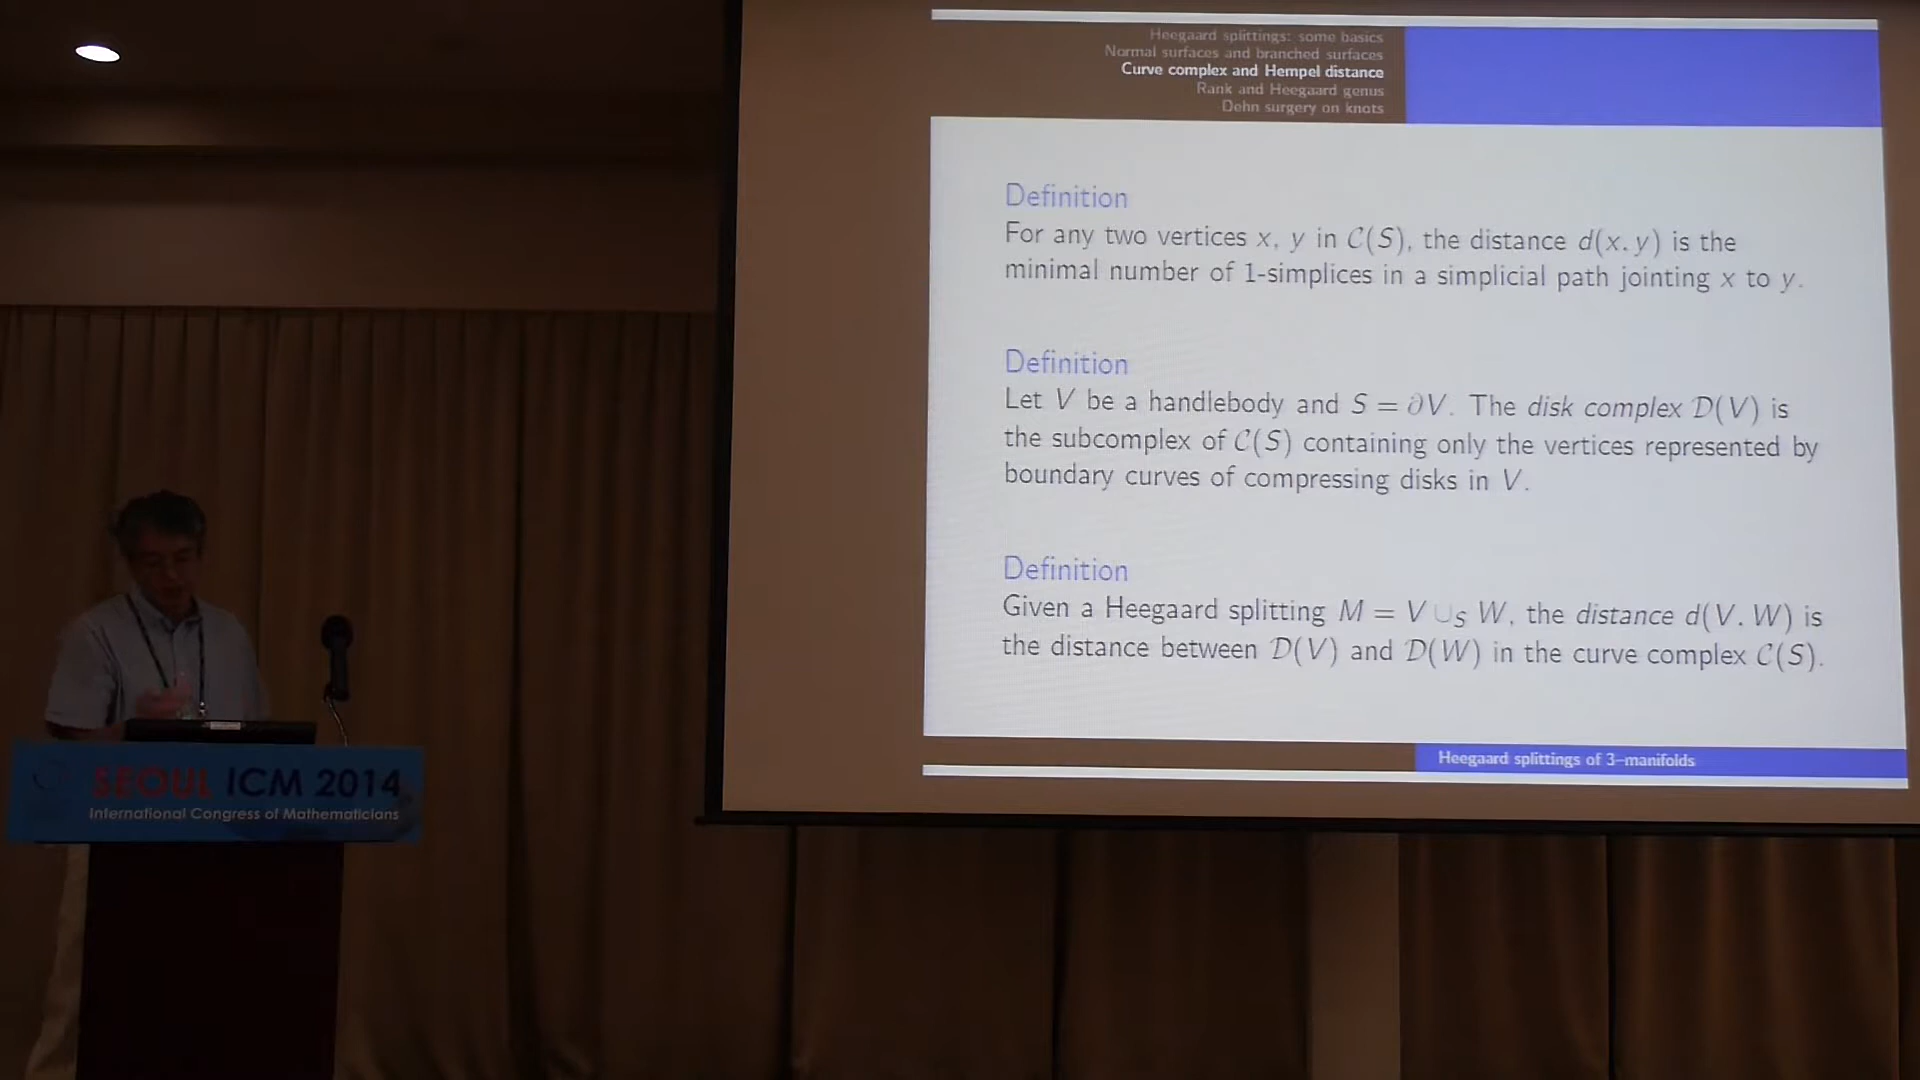 Heegaard splittings: some basics
Normal surfaces and branched surfaces
Curve complex and Hempel distance
Rank and Heegaard genus
Dehn surgery on knots
Definition
For any two vertices x, y in C(S), the distance d(x, y) is the
minimal number of 1-simplices in a simplicial path jointing x to y.
Definition
Let V be a handlebody and S = ∂V. The disk complex D(V) is
the subcomplex of C(S) containing only the vertices represented by
boundary curves of compressing disks in V.
Definition
Given a Heegaard splitting M = V ∪_S W, the distance d(V, W) is
the distance between D(V) and D(W) in the curve complex C(S).
Heegaard splittings of 3-manifolds
SEOUL ICM 2014
International Congress of Mathematicians